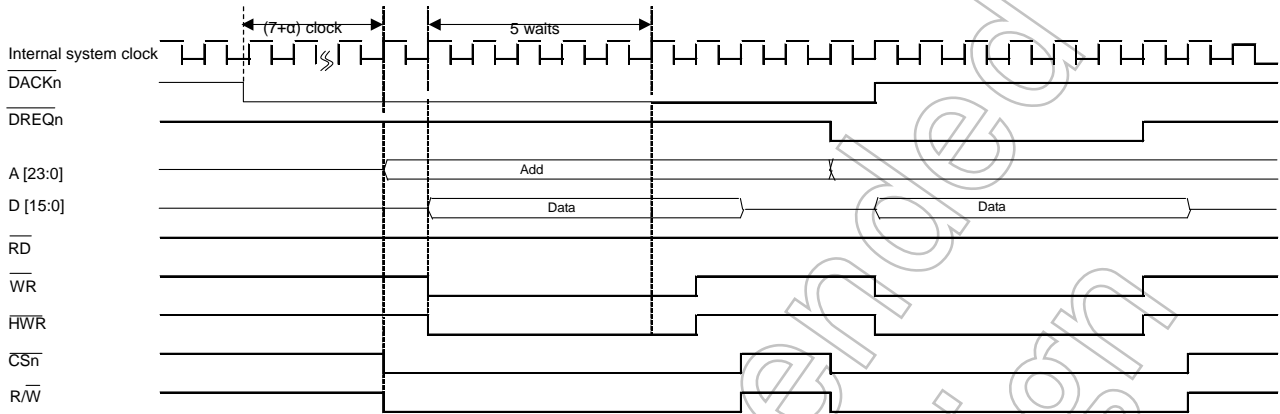 (7+α) clock
5 waits
Internal system clock
DACKn
DREQn
A [23:0]
Add
D [15:0]
Data
Data
RD
WR
HWR
CSn
R/W